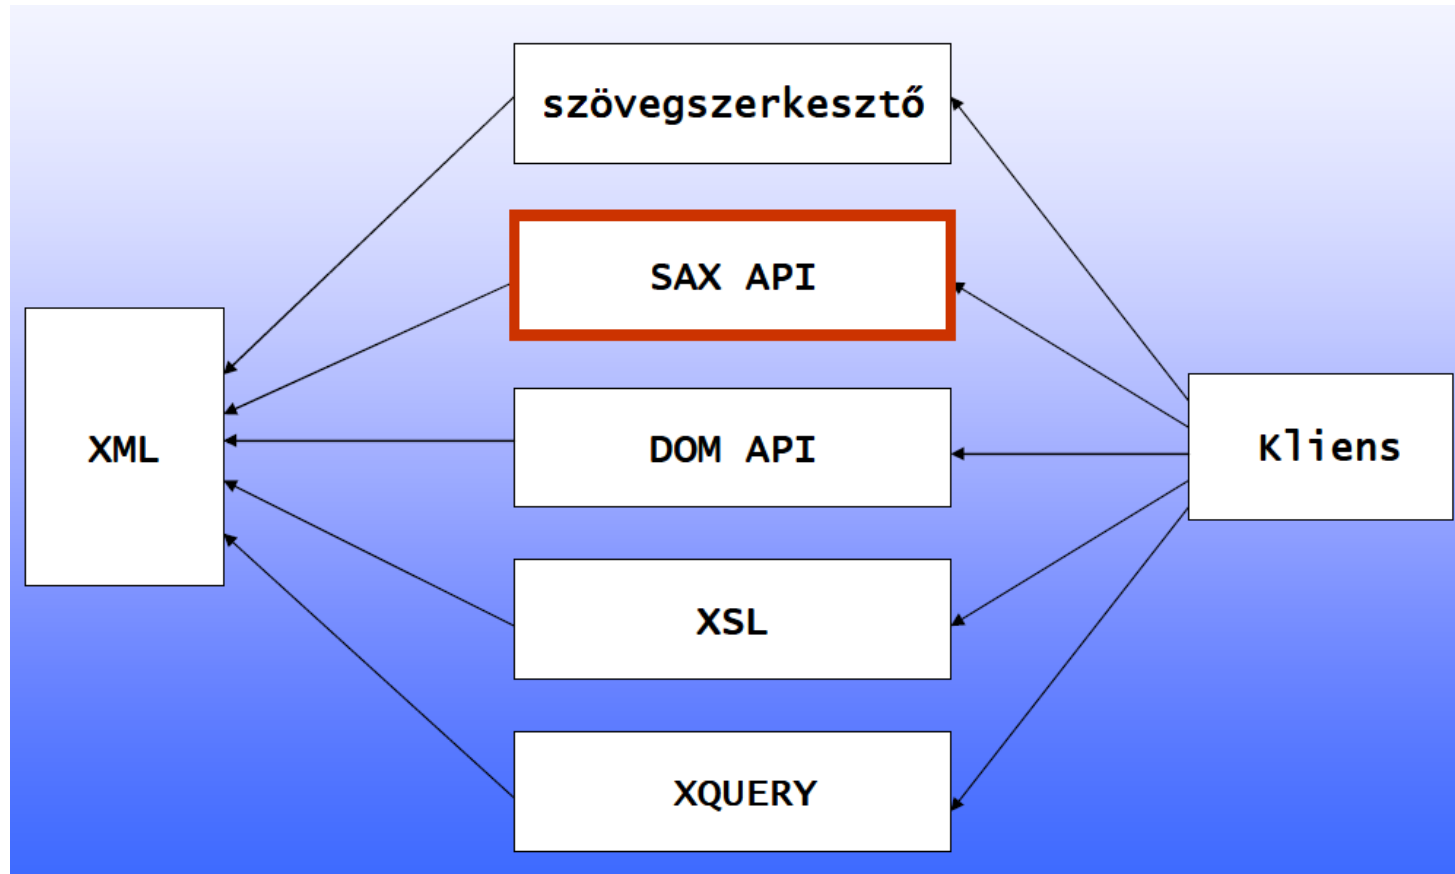 szövegszerkesztő
SAX API
XML
DOM API
Kliens
XSL
XQUERY